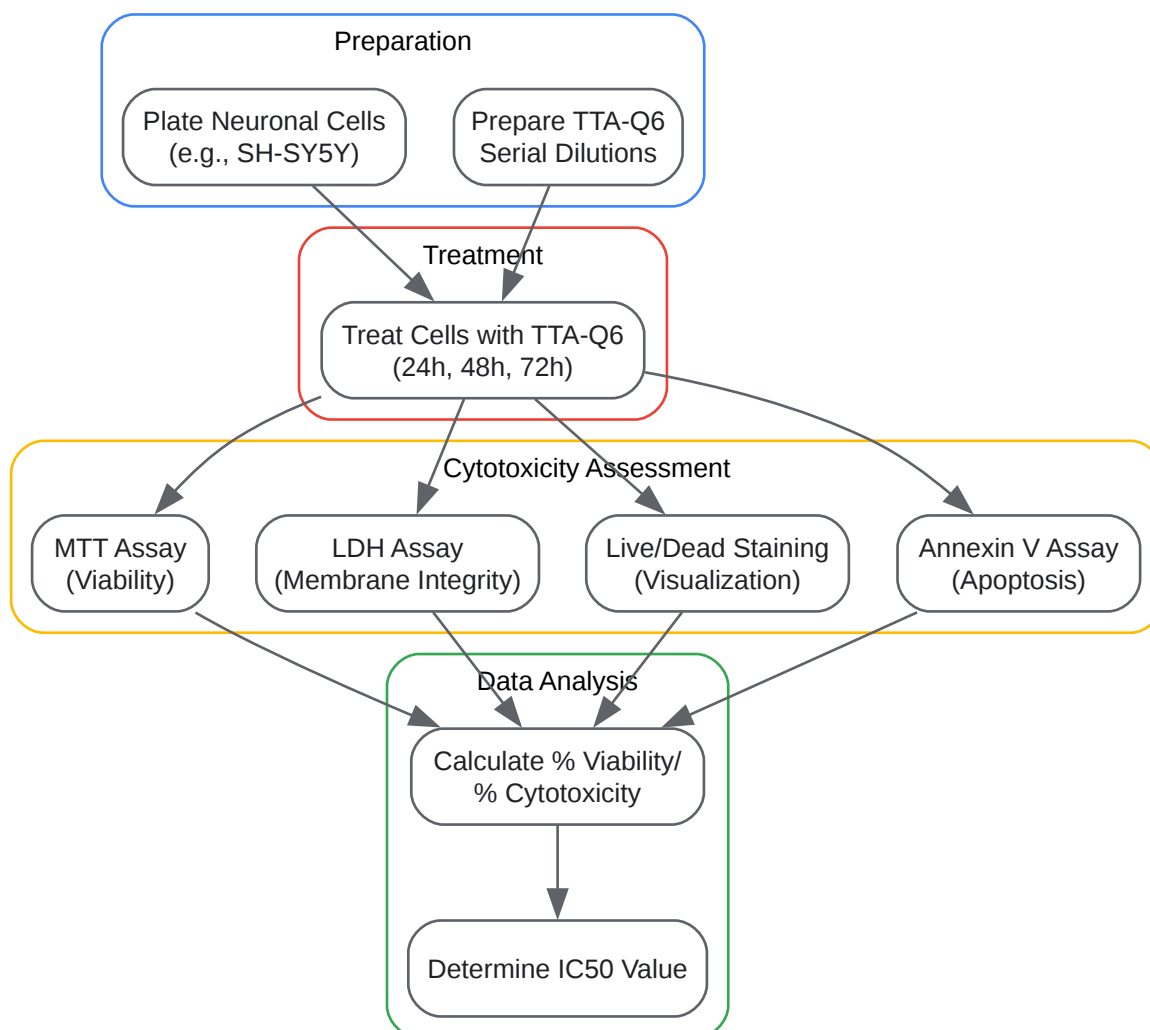 Preparation
Plate Neuronal Cells
(e.g., SH-SY5Y)
Prepare TTA-Q6
Serial Dilutions
Treatment
Treat Cells with TTA-Q6
(24h, 48h, 72h)
Cytotoxicity Assessment
MTT Assay
(Viability)
LDH Assay
(Membrane Integrity)
Live/Dead Staining
(Visualization)
Annexin V Assay
(Apoptosis)
Data Analysis
Calculate % Viability/
% Cytotoxicity
Determine IC50 Value